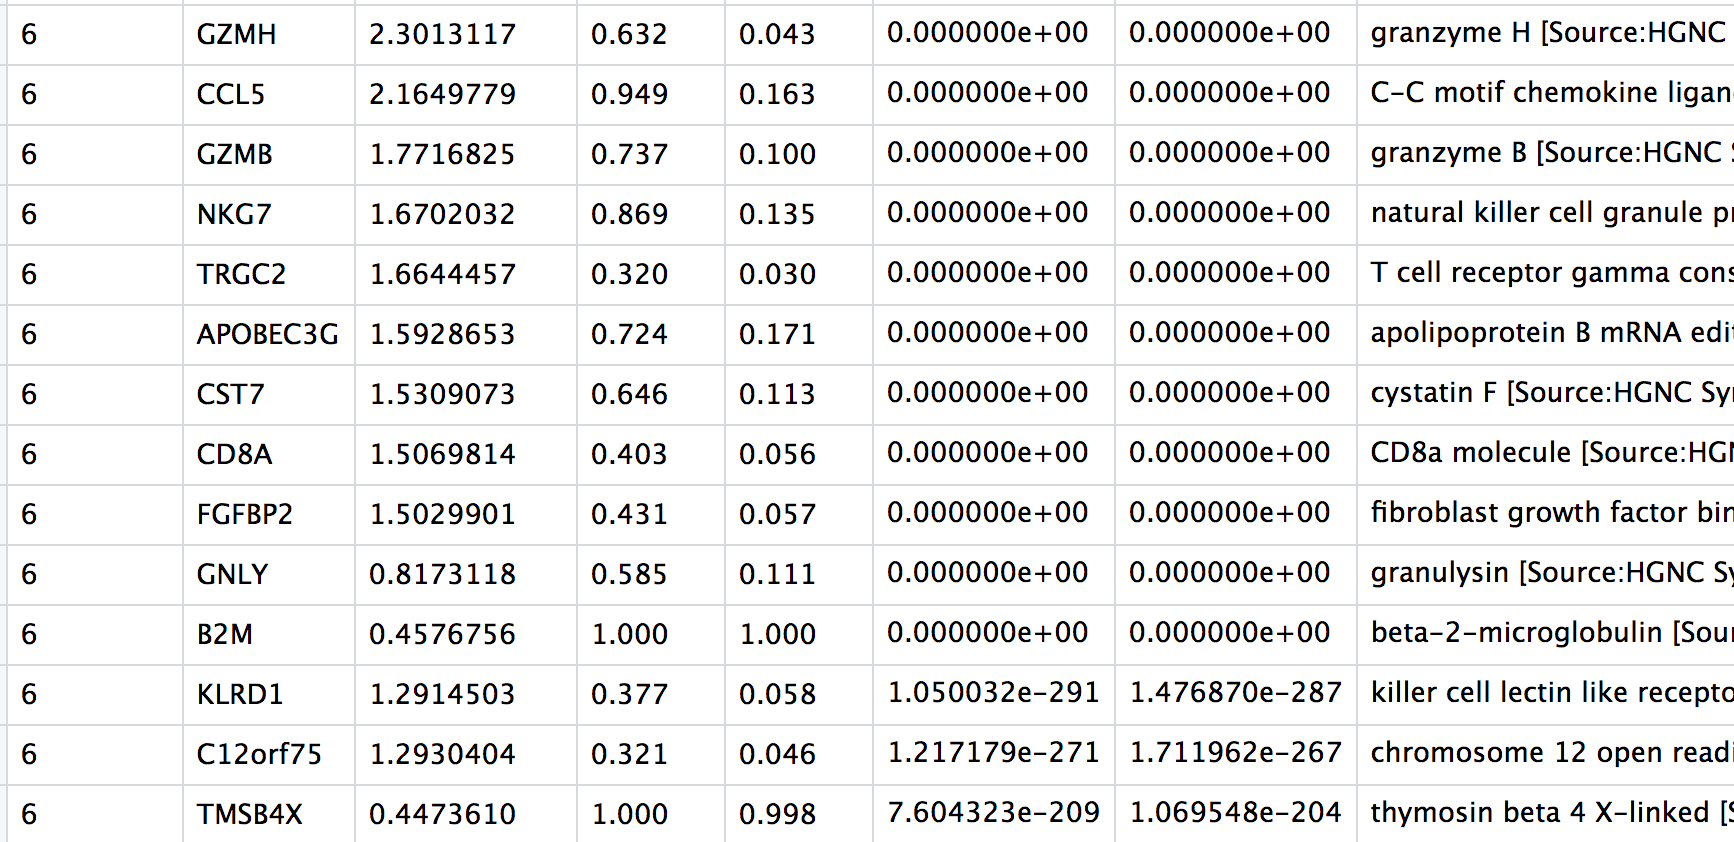 6 GZMH 2.3013117 0.632 0.043 0.000000e+00 0.000000e+00 granzyme H [Source:HGNC
6 CCL5 2.1649779 0.949 0.163 0.000000e+00 0.000000e+00 C-C motif chemokine ligan
6 GZMB 1.7716825 0.737 0.100 0.000000e+00 0.000000e+00 granzyme B [Source:HGNC S
6 NKG7 1.6702032 0.869 0.135 0.000000e+00 0.000000e+00 natural killer cell granule pr
6 TRGC2 1.6644457 0.320 0.030 0.000000e+00 0.000000e+00 T cell receptor gamma cons
6 APOBEC3G 1.5928653 0.724 0.171 0.000000e+00 0.000000e+00 apolipoprotein B mRNA edit
6 CST7 1.5309073 0.646 0.113 0.000000e+00 0.000000e+00 cystatin F [Source:HGNC Sym
6 CD8A 1.5069814 0.403 0.056 0.000000e+00 0.000000e+00 CD8a molecule [Source:HGN
6 FGFBP2 1.5029901 0.431 0.057 0.000000e+00 0.000000e+00 fibroblast growth factor bin
6 GNLY 0.8173118 0.585 0.111 0.000000e+00 0.000000e+00 granulysin [Source:HGNC Sy
6 B2M 0.4576756 1.000 1.000 0.000000e+00 0.000000e+00 beta-2-microglobulin [Sour
6 KLRD1 1.2914503 0.377 0.058 1.050032e-291 1.476870e-287 killer cell lectin like recepto
6 C12orf75 1.2930404 0.321 0.046 1.217179e-271 1.711962e-267 chromosome 12 open readi
6 TMSB4X 0.4473610 1.000 0.998 7.604323e-209 1.069548e-204 thymosin beta 4 X-linked [S